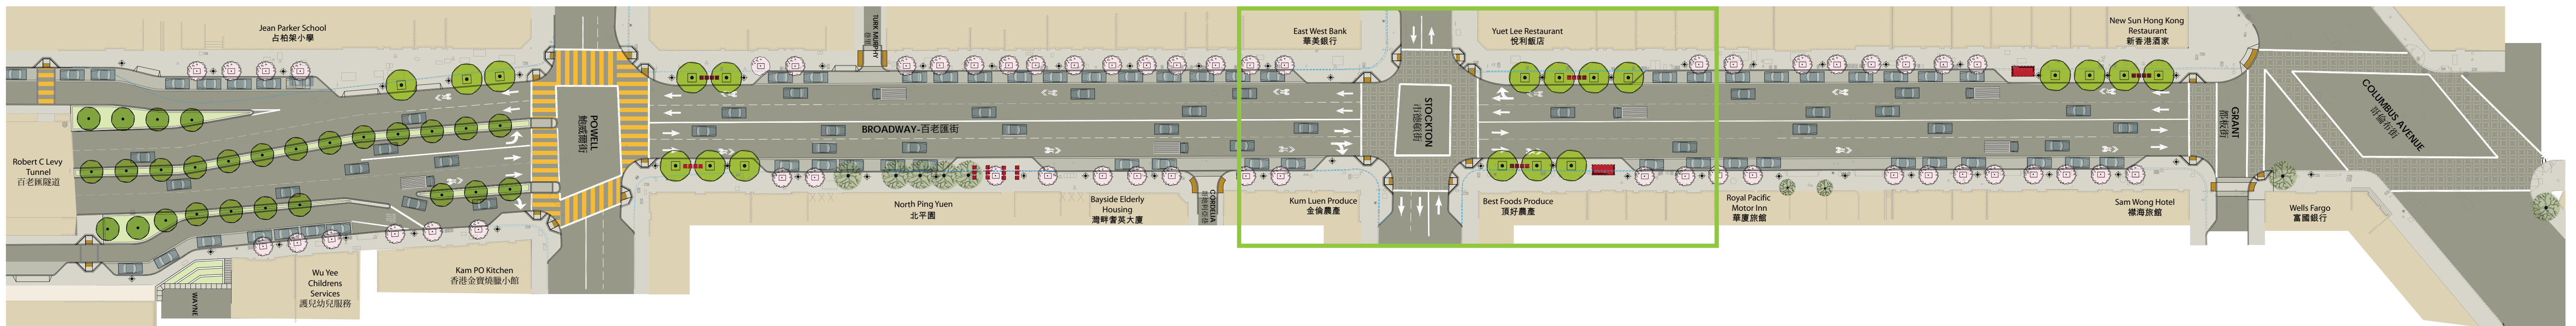 Jean Parker School
占柏架小學
TURK MURPHY
East West Bank
華美銀行
Yuet Lee Restaurant
悅利飯店
New Sun Hong Kong
Restaurant
新香港酒家
Robert C Levy
Tunnel
百老匯隧道
POWELL
鮑威爾街
BROADWAY-百老匯街
STOCKTON
市德頓街
GRANT
都板街
COLUMBUS AVENUE
哥倫布街
North Ping Yuen
北平園
Bayside Elderly
Housing
灣畔耆英大廈
CORDELIA
Kum Luen Produce
金倫農產
Best Foods Produce
頂好農產
Royal Pacific
Motor Inn
華廈旅館
Sam Wong Hotel
襟海旅館
Wells Fargo
富國銀行
Wu Yee
Childrens
Services
護兒幼兒服務
Kam PO Kitchen
香港金寶燒臘小館
WAYNE